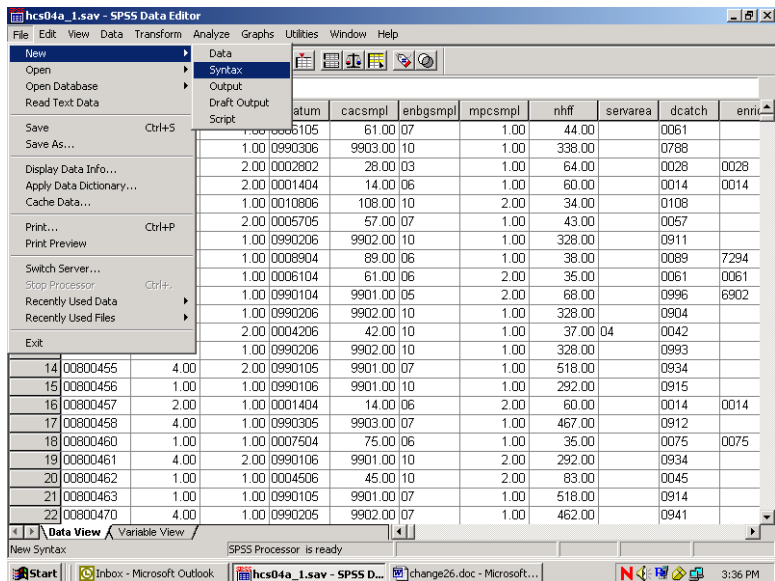 hcs04a_1.sav - SPSS Data Editor
File Edit View Data Transform Analyze Graphs Utilities Window Help
New
Open
Open Database
Read Text Data
Save Ctrl+S
Save As...
Display Data Info...
Apply Data Dictionary...
Cache Data...
Print... Ctrl+P
Print Preview
Switch Server...
Stop Processor Ctrl+.
Recently Used Data
Recently Used Files
Exit
Data
Syntax
Output
Draft Output
Script
atum cacsmpl enbgsmpl mpcsmpl nhff servarea dcatch enric
6105 61.00 07 1.00 44.00 0061
1.00 0990306 9903.00 10 1.00 338.00 0788
2.00 0002802 28.00 03 1.00 64.00 0028 0028
2.00 0001404 14.00 06 1.00 60.00 0014 0014
1.00 0010806 108.00 10 2.00 34.00 0108
2.00 0005705 57.00 07 1.00 43.00 0057
1.00 0990206 9902.00 10 1.00 328.00 0911
1.00 0008904 89.00 06 1.00 38.00 0089 7294
1.00 0006104 61.00 06 2.00 35.00 0061 0061
1.00 0990104 9901.00 05 2.00 68.00 0996 6902
1.00 0990206 9902.00 10 1.00 328.00 0904
2.00 0004206 42.00 10 1.00 37.00 04 0042
1.00 0990206 9902.00 10 1.00 328.00 0993
14 00800455 4.00 2.00 0990105 9901.00 07 1.00 518.00 0934
15 00800456 1.00 1.00 0990106 9901.00 10 1.00 292.00 0915
16 00800457 2.00 1.00 0001404 14.00 06 2.00 60.00 0014 0014
17 00800458 4.00 1.00 0990305 9903.00 07 1.00 467.00 0912
18 00800460 1.00 1.00 0007504 75.00 06 1.00 35.00 0075 0075
19 00800461 4.00 2.00 0990106 9901.00 10 2.00 292.00 0934
20 00800462 1.00 1.00 0004506 45.00 10 2.00 83.00 0045
21 00800463 1.00 1.00 0990105 9901.00 07 1.00 518.00 0914
22 00800470 4.00 1.00 0990205 9902.00 07 1.00 462.00 0941
Data View Variable View
New Syntax SPSS Processor is ready
Start Inbox - Microsoft Outlook hcs04a_1.sav - SPSS D... change26.doc - Microsoft... 3:36 PM